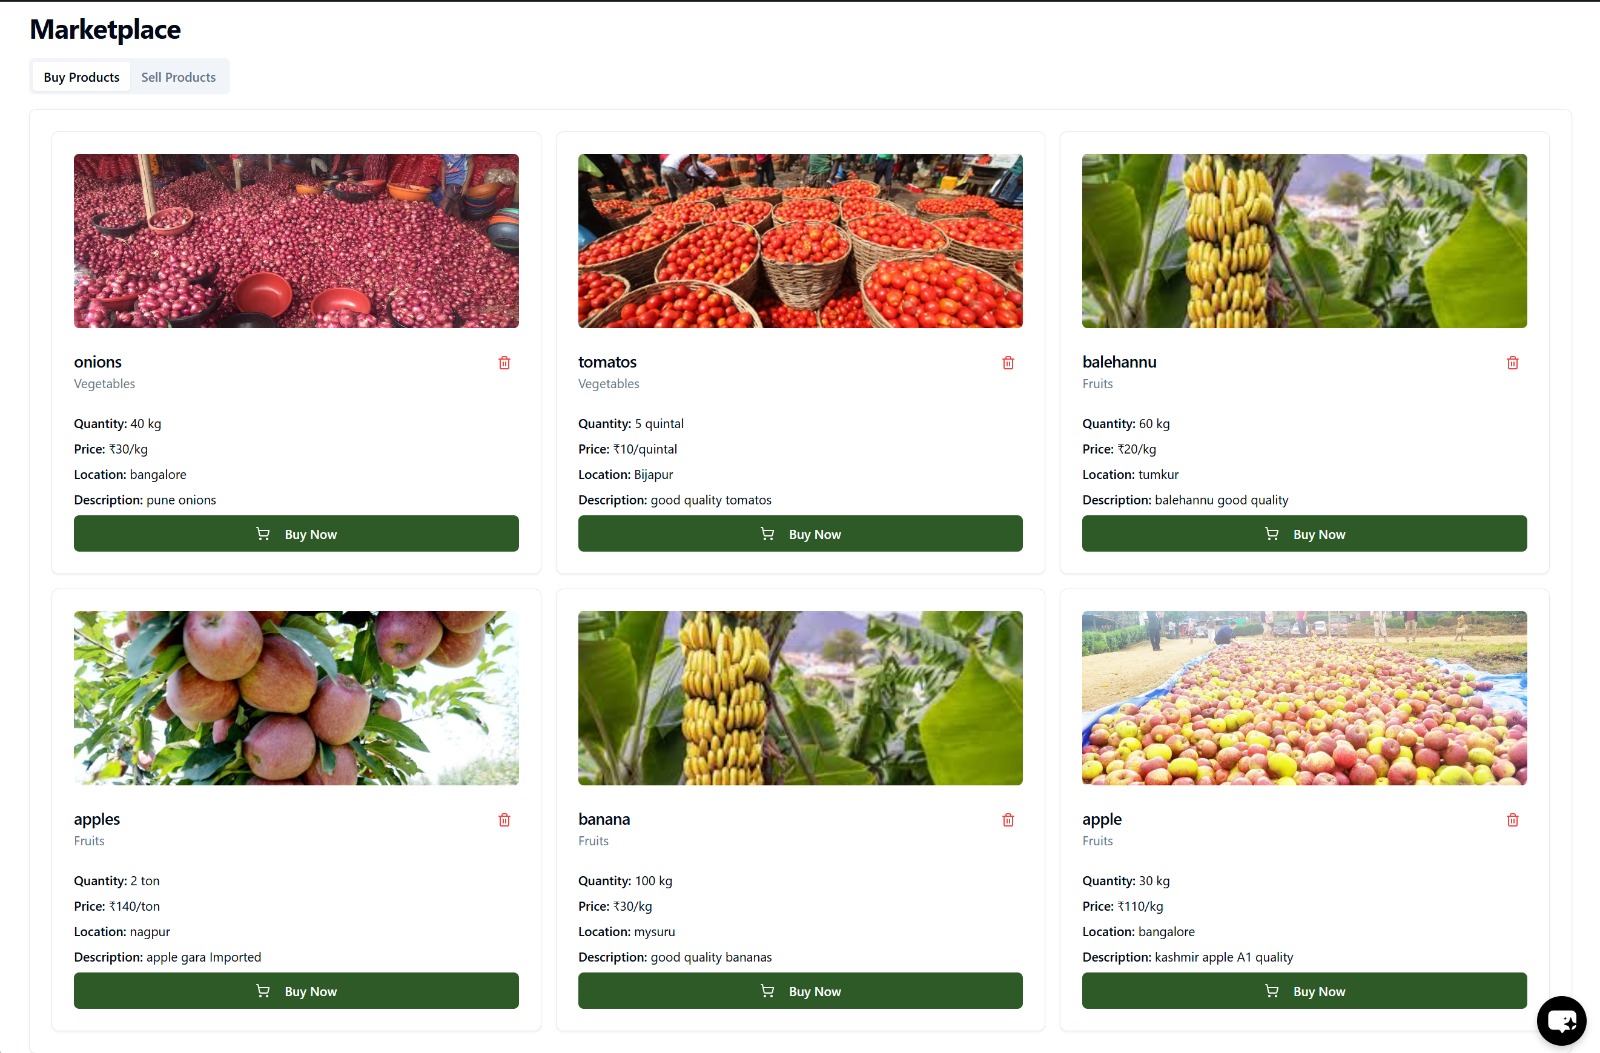 Marketplace
Buy Products
Sell Products
onions
Vegetables
Quantity: 40 kg
Price: ₹30/kg
Location: bangalore
Description: pune onions
Buy Now
tomatos
Vegetables
Quantity: 5 quintal
Price: ₹10/quintal
Location: Bijapur
Description: good quality tomatos
Buy Now
balehannu
Fruits
Quantity: 60 kg
Price: ₹20/kg
Location: tumkur
Description: balehannu good quality
Buy Now
apples
Fruits
Quantity: 2 ton
Price: ₹140/ton
Location: nagpur
Description: apple gara Imported
Buy Now
banana
Fruits
Quantity: 100 kg
Price: ₹30/kg
Location: mysuru
Description: good quality bananas
Buy Now
apple
Fruits
Quantity: 30 kg
Price: ₹110/kg
Location: bangalore
Description: kashmir apple A1 quality
Buy Now